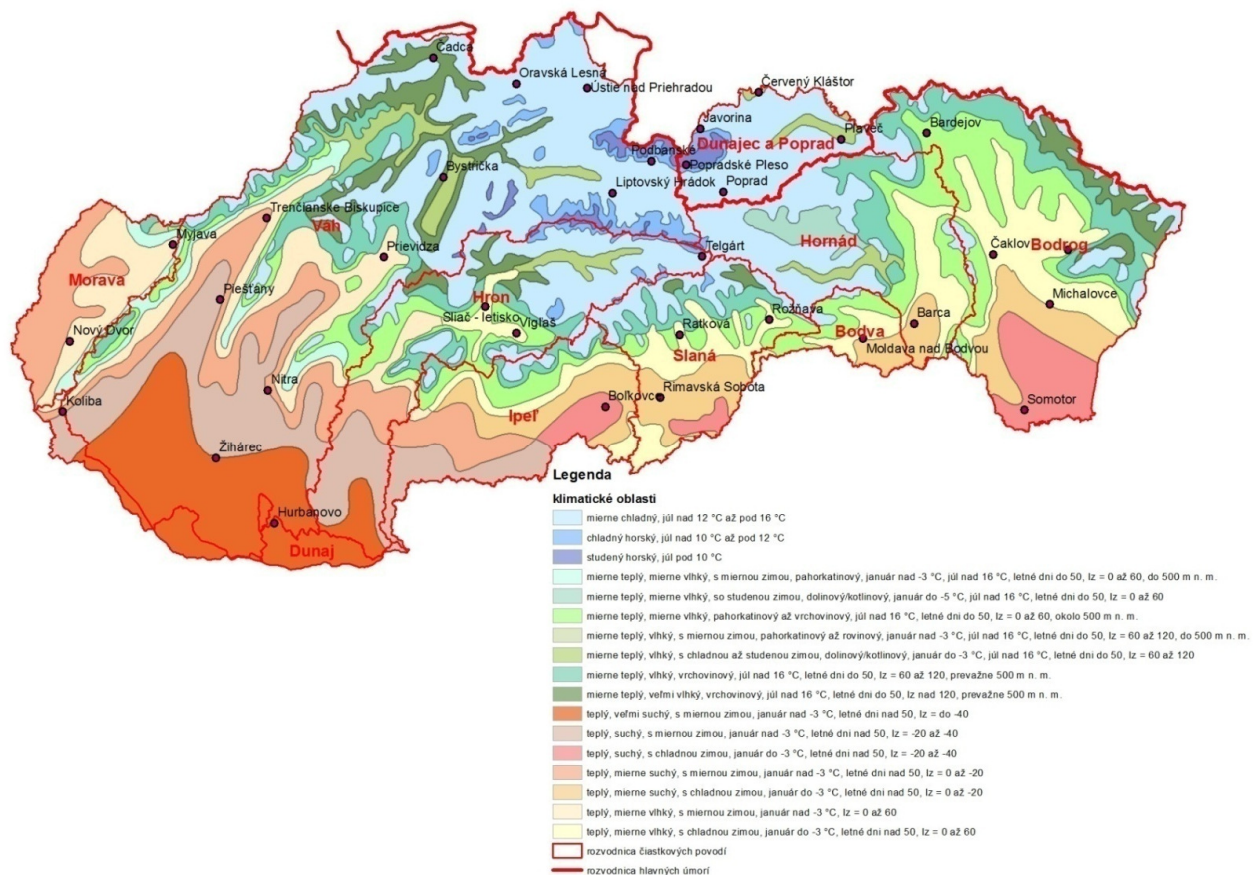 Čadca
Oravská Lesná
Ústie nad Priehradou
Červený Kláštor
Javorina
Plaveč
Bardejov
Dunajec a Poprad
Podbanské
Popradské Pleso
Bystrička
Liptovský Hrádok
Poprad
Trenčianske Biskupice
Váh
Myjava
Prievidza
Telgárt
Hornád
Čaklov
Bodrog
Morava
Piešťany
Hron
Sliač - letisko
Vígľaš
Michalovce
Nový Dvor
Ratková
Rožňava
Barca
Slaná
Bodva
Moldava nad Bodvou
Nitra
Rimavská Sobota
Koliba
Ipeľ
Boľkovce
Somotor
Žihárec
Hurbanovo
Dunaj
Legenda
klimatické oblasti
mierne chladný, júl nad 12 °C až pod 16 °C
chladný horský, júl nad 10 °C až pod 12 °C
studený horský, júl pod 10 °C
mierne teplý, mierne vlhký, s miernou zimou, pahorkatinový, január nad -3 °C, júl nad 16 °C, letné dni do 50, Iz = 0 až 60, do 500 m n. m.
mierne teplý, mierne vlhký, so studenou zimou, dolinový/kotlinový, január do -5 °C, júl nad 16 °C, letné dni do 50, Iz = 0 až 60
mierne teplý, mierne vlhký, pahorkatinový až vrchovinový, júl nad 16 °C, letné dni do 50, Iz = 0 až 60, okolo 500 m n. m.
mierne teplý, vlhký, s miernou zimou, pahorkatinový až rovinový, január nad -3 °C, júl nad 16 °C, letné dni do 50, Iz = 60 až 120, do 500 m n. m.
mierne teplý, vlhký, s chladnou až studenou zimou, dolinový/kotlinový, január do -3 °C, júl nad 16 °C, letné dni do 50, Iz = 60 až 120
mierne teplý, vlhký, vrchovinový, júl nad 16 °C, letné dni do 50, Iz = 60 až 120, prevažne 500 m n. m.
mierne teplý, veľmi vlhký, vrchovinový, júl nad 16 °C, letné dni do 50, Iz nad 120, prevažne 500 m n. m.
teplý, veľmi suchý, s miernou zimou, január nad -3 °C, letné dni nad 50, Iz = do -40
teplý, suchý, s miernou zimou, január nad -3 °C, letné dni nad 50, Iz = -20 až -40
teplý, suchý, s chladnou zimou, január do -3 °C, letné dni nad 50, Iz = -20 až -40
teplý, mierne suchý, s miernou zimou, január nad -3 °C, letné dni nad 50, Iz = 0 až -20
teplý, mierne suchý, s chladnou zimou, január do -3 °C, letné dni nad 50, Iz = 0 až -20
teplý, mierne vlhký, s miernou zimou, január nad -3 °C, Iz = 0 až 60
teplý, mierne vlhký, s chladnou zimou, január do -3 °C, letné dni nad 50, Iz = 0 až 60
rozvodnica čiastkových povodí
rozvodnica hlavných úmorí